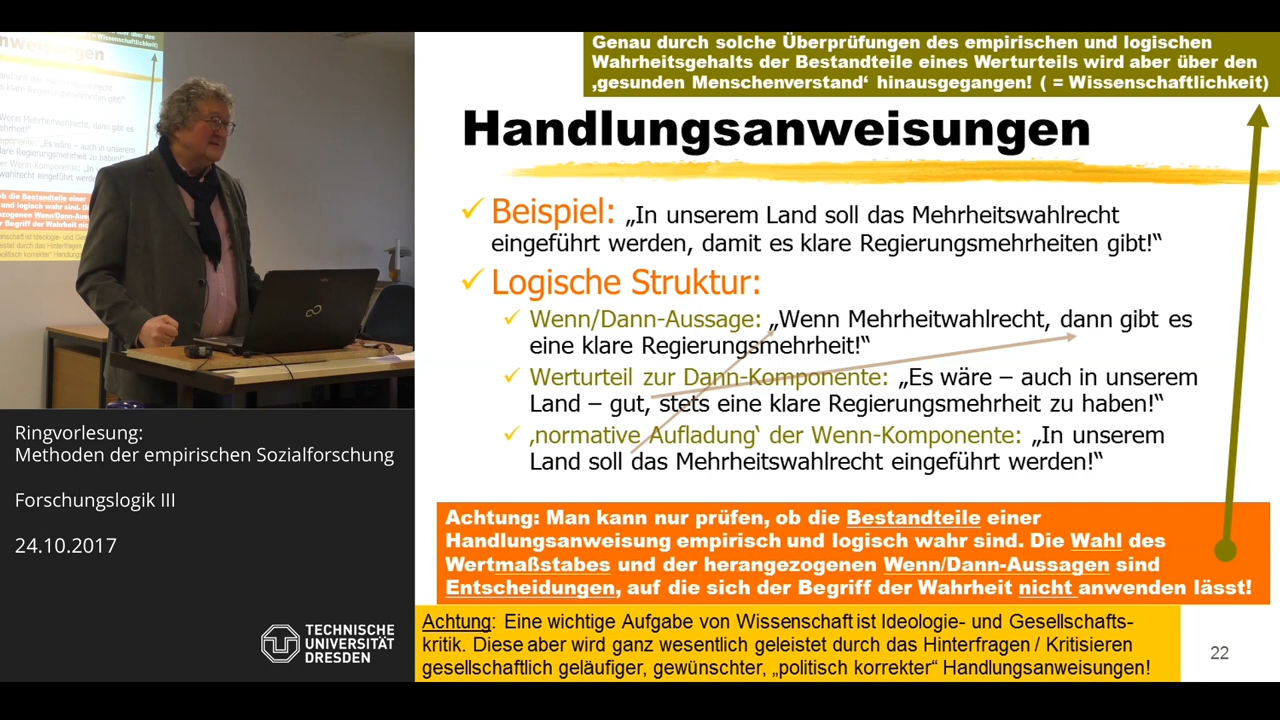 Genau durch solche Überprüfungen des empirischen und logischen
Wahrheitsgehalts der Bestandteile eines Werturteils wird aber über den
‚gesunden Menschenverstand‘ hinausgegangen! ( = Wissenschaftlichkeit)
Handlungsanweisungen
Beispiel: „In unserem Land soll das Mehrheitswahlrecht
eingeführt werden, damit es klare Regierungsmehrheiten gibt!“
Logische Struktur:
Wenn/Dann-Aussage: „Wenn Mehrheitwahlrecht, dann gibt es
eine klare Regierungsmehrheit!“
Werturteil zur Dann-Komponente: „Es wäre – auch in unserem
Land – gut, stets eine klare Regierungsmehrheit zu haben!“
‚normative Aufladung‘ der Wenn-Komponente: „In unserem
Land soll das Mehrheitswahlrecht eingeführt werden!“
Achtung: Man kann nur prüfen, ob die Bestandteile einer
Handlungsanweisung empirisch und logisch wahr sind. Die Wahl des
Wertmaßstabes und der herangezogenen Wenn/Dann-Aussagen sind
Entscheidungen, auf die sich der Begriff der Wahrheit nicht anwenden lässt!
Achtung: Eine wichtige Aufgabe von Wissenschaft ist Ideologie- und Gesellschafts-
kritik. Diese aber wird ganz wesentlich geleistet durch das Hinterfragen / Kritisieren
gesellschaftlich geläufiger, gewünschter, „politisch korrekter“ Handlungsanweisungen!
22
Ringvorlesung:
Methoden der empirischen Sozialforschung
Forschungslogik III
24.10.2017
TECHNISCHE
UNIVERSITÄT
DRESDEN